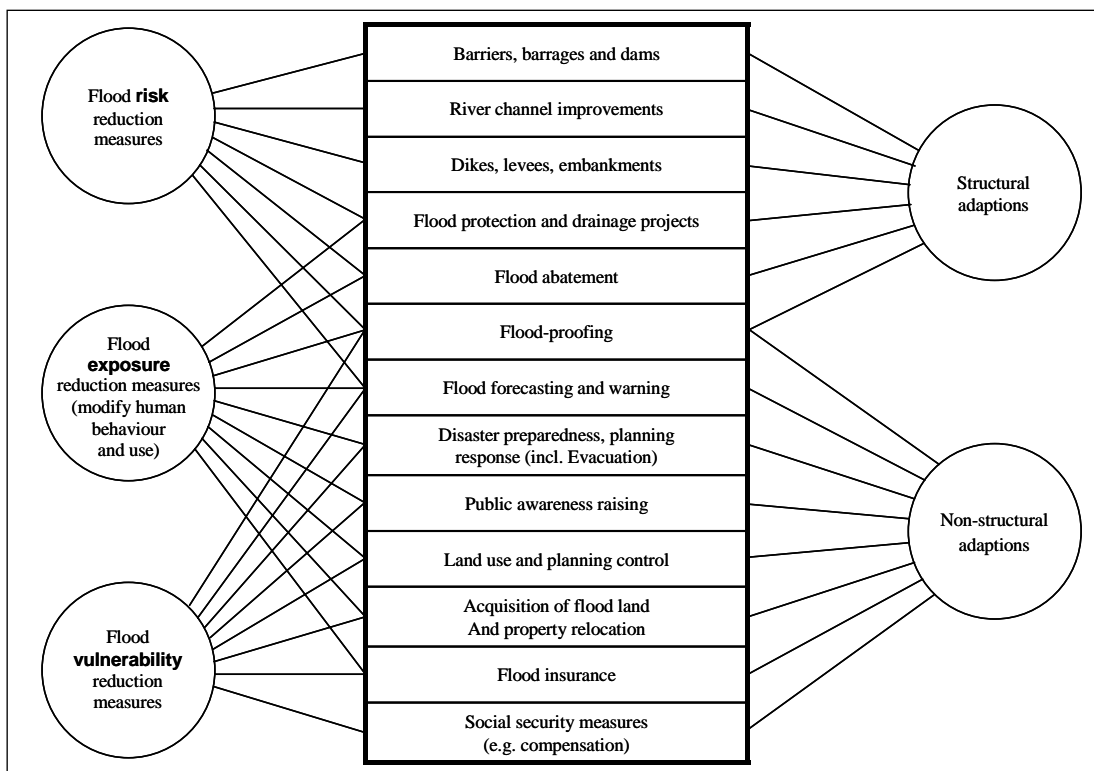 Flood risk
reduction
measures
Flood
exposure
reduction measures
(modify human
behaviour
and use)
Flood
vulnerability
reduction
measures
Barriers, barrages and dams
River channel improvements
Dikes, levees, embankments
Flood protection and drainage projects
Flood abatement
Flood-proofing
Flood forecasting and warning
Disaster preparedness, planning
response (incl. Evacuation)
Public awareness raising
Land use and planning control
Acquisition of flood land
And property relocation
Flood insurance
Social security measures
(e.g. compensation)
Structural
adaptions
Non-structural
adaptions